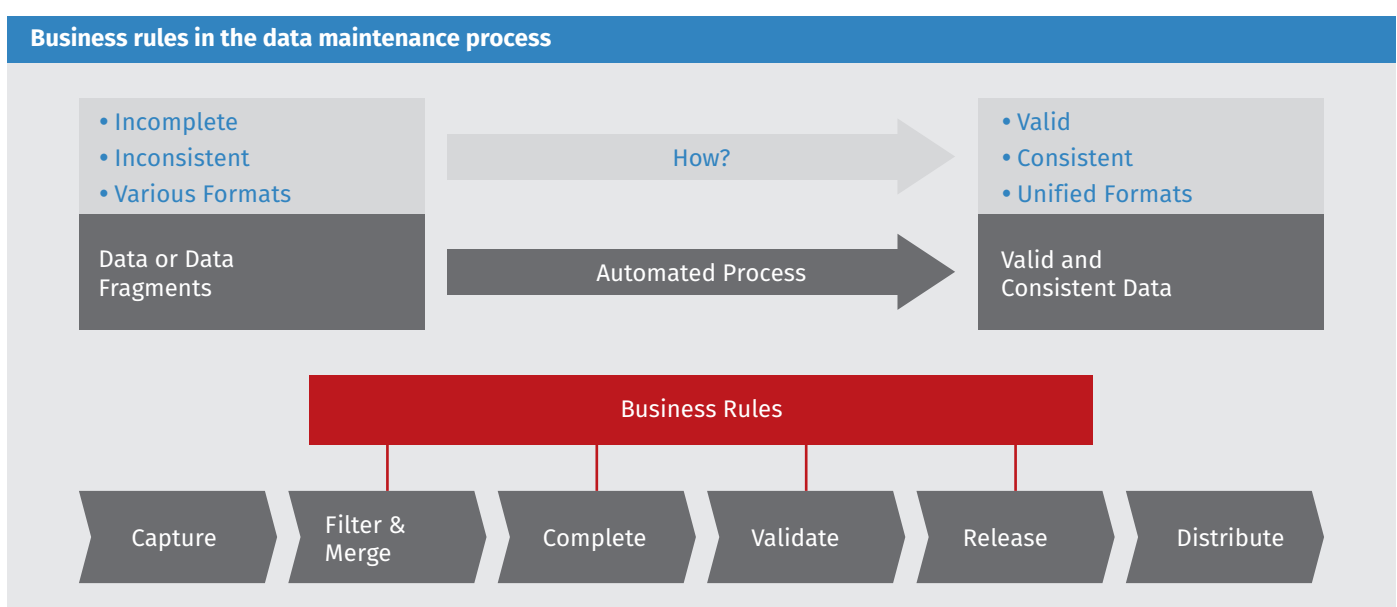 Business rules in the data maintenance process
• Incomplete
• Inconsistent
• Various Formats
Data or Data
Fragments
How?
Automated Process
• Valid
• Consistent
• Unified Formats
Valid and
Consistent Data
Business Rules
Capture
Filter &
Merge
Complete
Validate
Release
Distribute